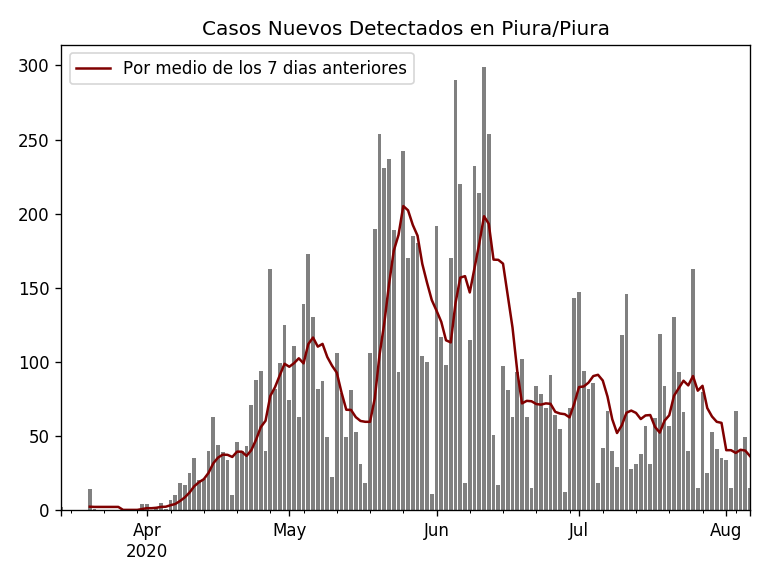 Casos Nuevos Detectados en Piura/Piura
Por medio de los 7 dias anteriores
300
250
200
150
100
50
0
Apr May Jun Jul Aug
2020